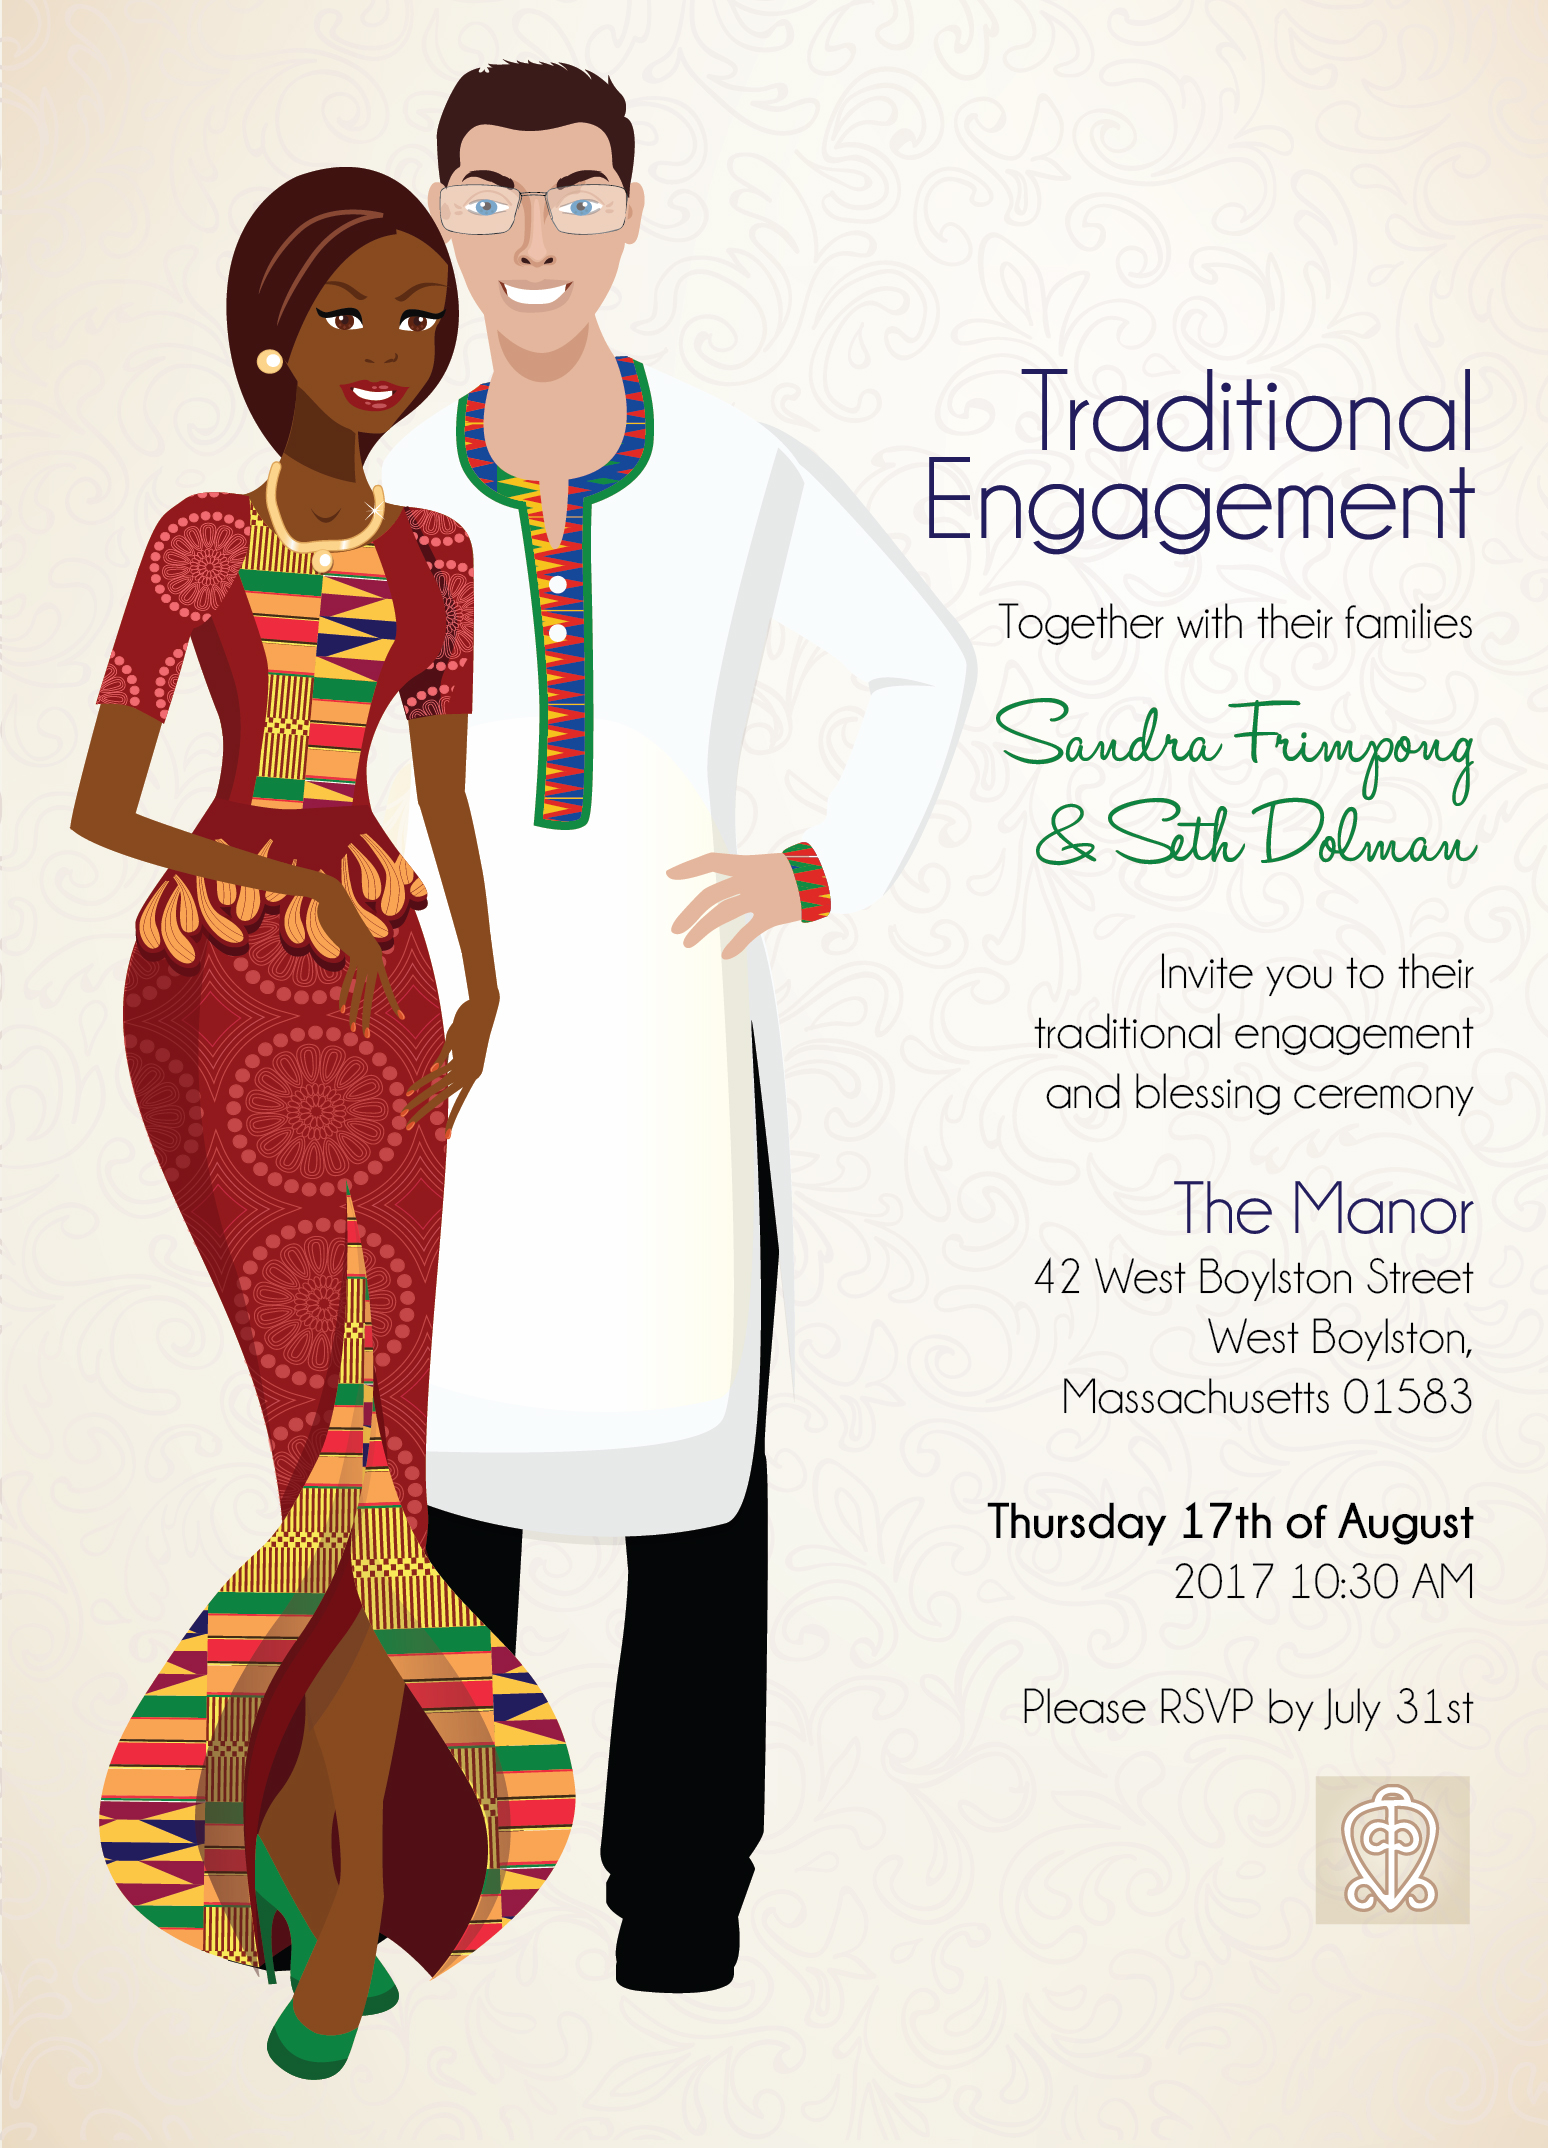 Traditional
Engagement
Together with their families
Sandra Frimpong
& Seth Dolman
Invite you to their
traditional engagement
and blessing ceremony
The Manor
42 West Boylston Street
West Boylston,
Massachusetts 01583
Thursday 17th of August
2017 10:30 AM
Please RSVP by July 31st